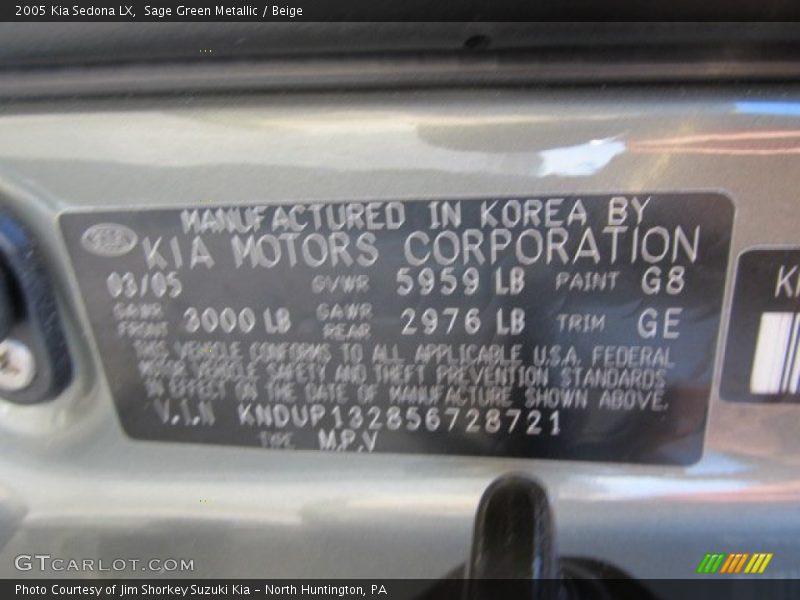 2005 Kia Sedona LX, Sage Green Metallic / Beige
MANUFACTURED IN KOREA BY
KIA MOTORS CORPORATION
03/05 GVWR 5959 LB PAINT G8
GAWR FRONT 3000 LB GAWR REAR 2976 LB TRIM GE
THIS VEHICLE CONFORMS TO ALL APPLICABLE U.S.A. FEDERAL
MOTOR VEHICLE SAFETY AND THEFT PREVENTION STANDARDS
IN EFFECT ON THE DATE OF MANUFACTURE SHOWN ABOVE.
V.I.N KNDUP132856728721
TYPE M.P.V
GTCARLOT.COM
Photo Courtesy of Jim Shorkey Suzuki Kia - North Huntington, PA